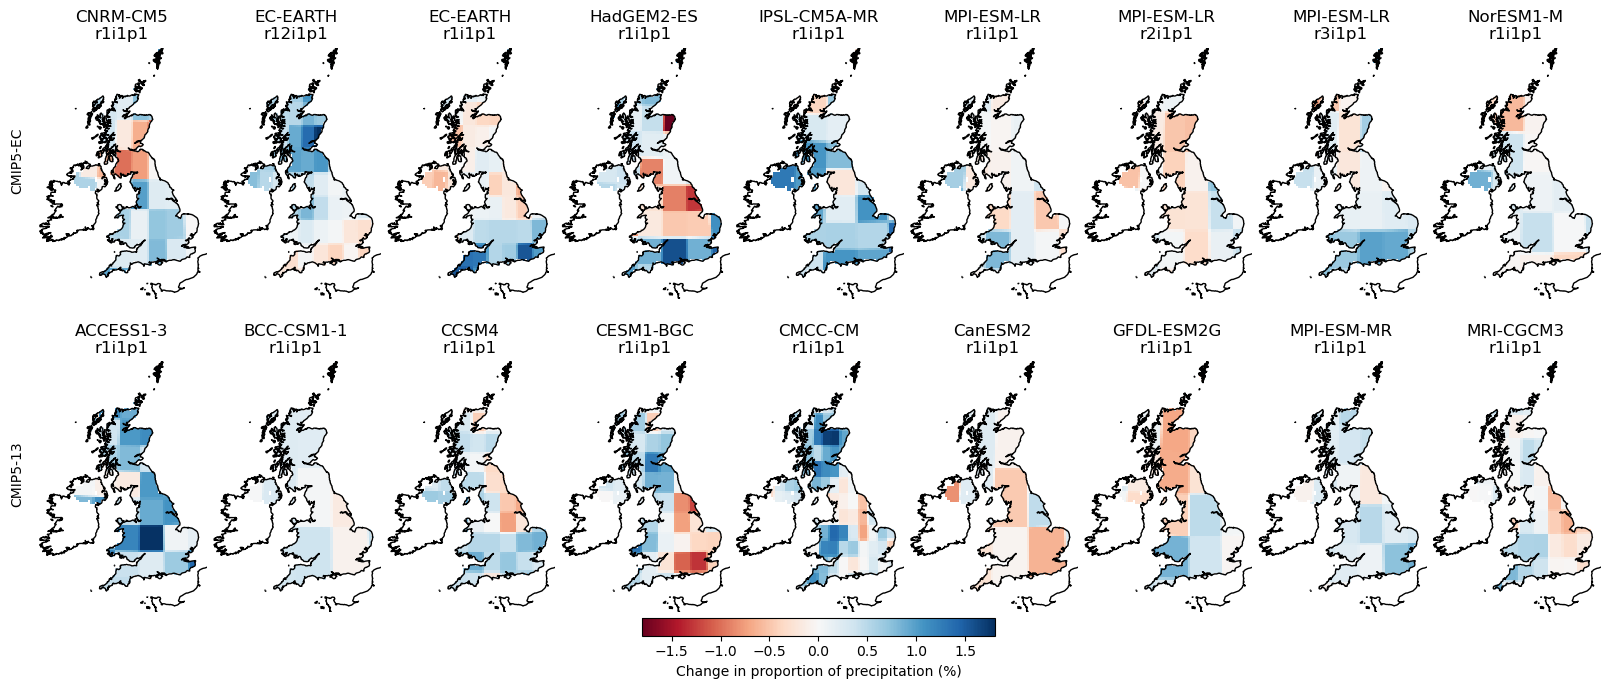 CNRM-CM5 EC-EARTH EC-EARTH HadGEM2-ES IPSL-CM5A-MR MPI-ESM-LR MPI-ESM-LR MPI-ESM-LR NorESM1-M
r1i1p1 r12i1p1 r1i1p1 r1i1p1 r1i1p1 r1i1p1 r2i1p1 r3i1p1 r1i1p1
CMIP5-EC
ACCESS1-3 BCC-CSM1-1 CCSM4 CESM1-BGC CMCC-CM CanESM2 GFDL-ESM2G MPI-ESM-MR MRI-CGCM3
r1i1p1 r1i1p1 r1i1p1 r1i1p1 r1i1p1 r1i1p1 r1i1p1 r1i1p1 r1i1p1
CMIP5-13
−1.5 −1.0 −0.5 0.0 0.5 1.0 1.5
Change in proportion of precipitation (%)